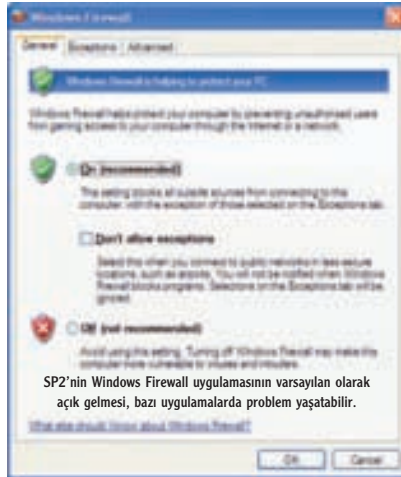 Windows Firewall
General Exceptions Advanced
Windows Firewall is helping to protect your PC
Windows Firewall helps protect your computer by preventing unauthorized users
from gaining access to your computer through the Internet or a network.
On (recommended)
This setting blocks all outside sources from connecting to this
computer, with the exception of those selected on the Exceptions tab.
Don't allow exceptions
Select this when you connect to public networks in less secure
locations, such as airports. You will not be notified when Windows
Firewall blocks programs. Selections on the Exceptions tab will be
ignored.
Off (not recommended)
Avoid using this setting. Turning off Windows Firewall may make this
computer more vulnerable to viruses and intruders.
SP2'nin Windows Firewall uygulamasının varsayılan olarak
açık gelmesi, bazı uygulamalarda problem yaşatabilir.
What else should I know about Windows Firewall?
OK Cancel